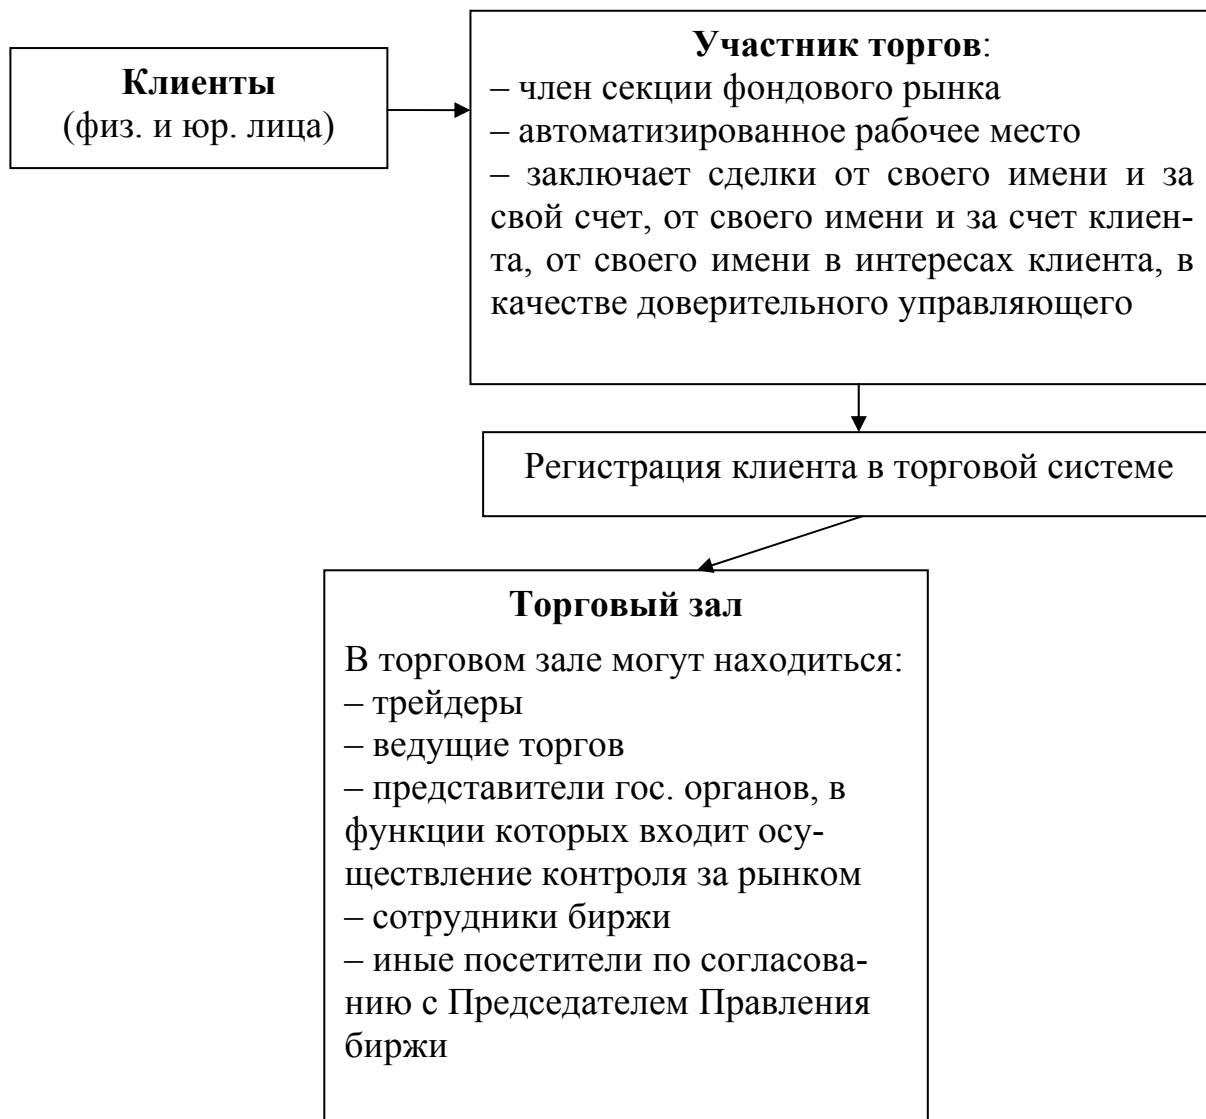 Клиенты
(физ. и юр. лица)
Участник торгов:
– член секции фондового рынка
– автоматизированное рабочее место
– заключает сделки от своего имени и за
свой счет, от своего имени и за счет клиен-
та, от своего имени в интересах клиента, в
качестве доверительного управляющего
Регистрация клиента в торговой системе
Торговый зал
В торговом зале могут находиться:
– трейдеры
– ведущие торгов
– представители гос. органов, в
функции которых входит осу-
ществление контроля за рынком
– сотрудники биржи
– иные посетители по согласова-
нию с Председателем Правления
биржи